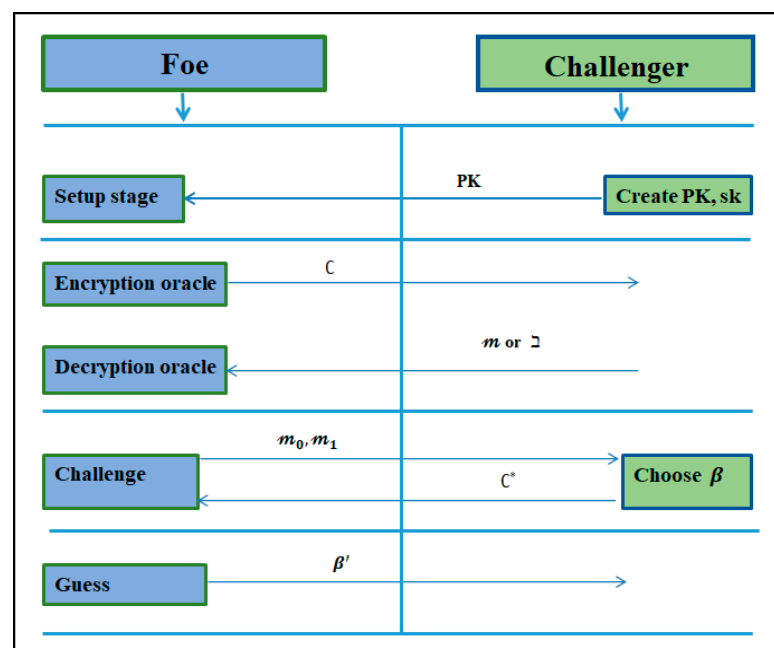 Foe
Challenger
PK
Setup stage
Create PK, sk
Encryption oracle
C
Decryption oracle
m or ℶ
m₀, m₁
Challenge
C*
Choose β
β′
Guess